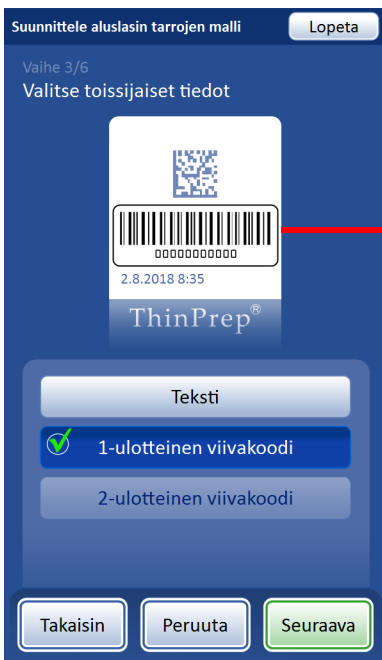 Suunnittele aluslasin tarrojen malli
Lopeta
Vaihe 3/6
Valitse toissijaiset tiedot
00000000000
2.8.2018 8:35
ThinPrep®
Teksti
1-ulotteinen viivakoodi
2-ulotteinen viivakoodi
Takaisin
Peruuta
Seuraava